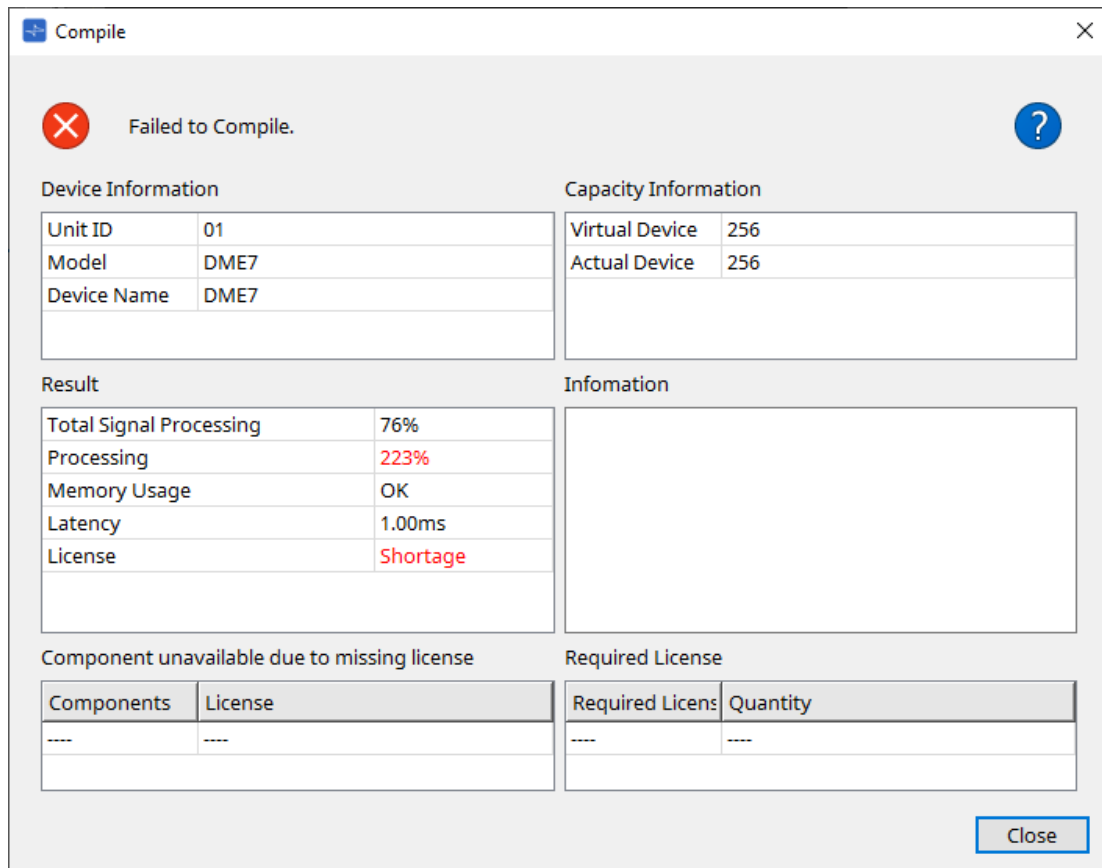 Compile
Failed to Compile.
Device Information
Unit ID 01
Model DME7
Device Name DME7
Capacity Information
Virtual Device 256
Actual Device 256
Result
Total Signal Processing 76%
Processing 223%
Memory Usage OK
Latency 1.00ms
License Shortage
Infomation
Component unavailable due to missing license
Components License
---- ----
Required License
Required Licens Quantity
---- ----
Close